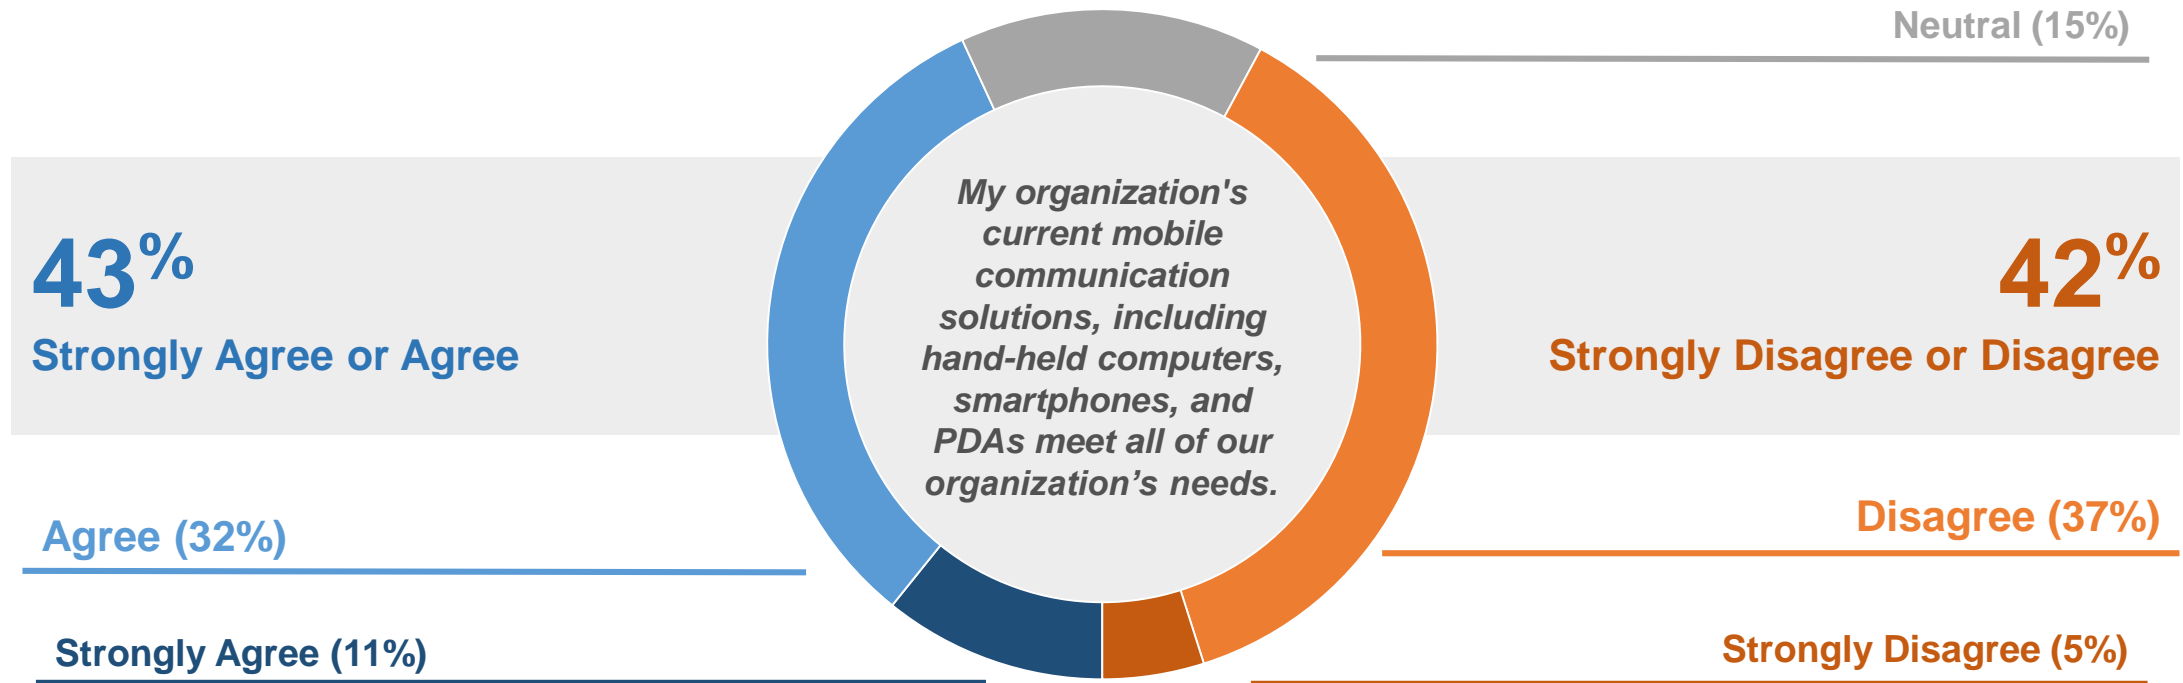 Neutral (15%)
43%
Strongly Agree or Agree
My organization's
current mobile
communication
solutions, including
hand-held computers,
smartphones, and
PDAs meet all of our
organization’s needs.
42%
Strongly Disagree or Disagree
Agree (32%)
Strongly Agree (11%)
Disagree (37%)
Strongly Disagree (5%)